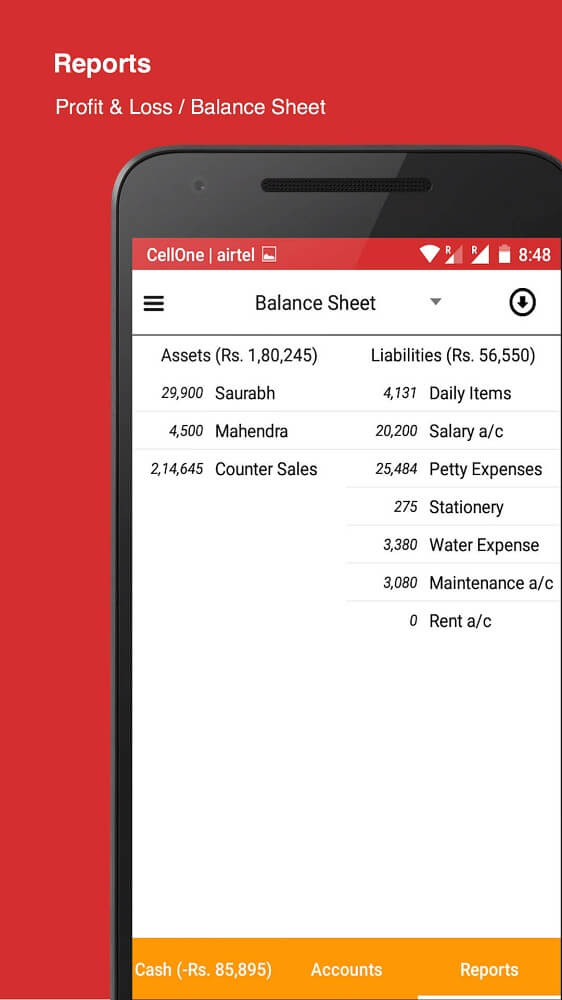 Reports
Profit & Loss / Balance Sheet
CellOne | airtel R R 8:48
Balance Sheet
Assets (Rs. 1,80,245) Liabilities (Rs. 56,550)
29,900 Saurabh 4,131 Daily Items
4,500 Mahendra 20,200 Salary a/c
2,14,645 Counter Sales 25,484 Petty Expenses
275 Stationery
3,380 Water Expense
3,080 Maintenance a/c
0 Rent a/c
Cash (-Rs. 85,895) Accounts Reports